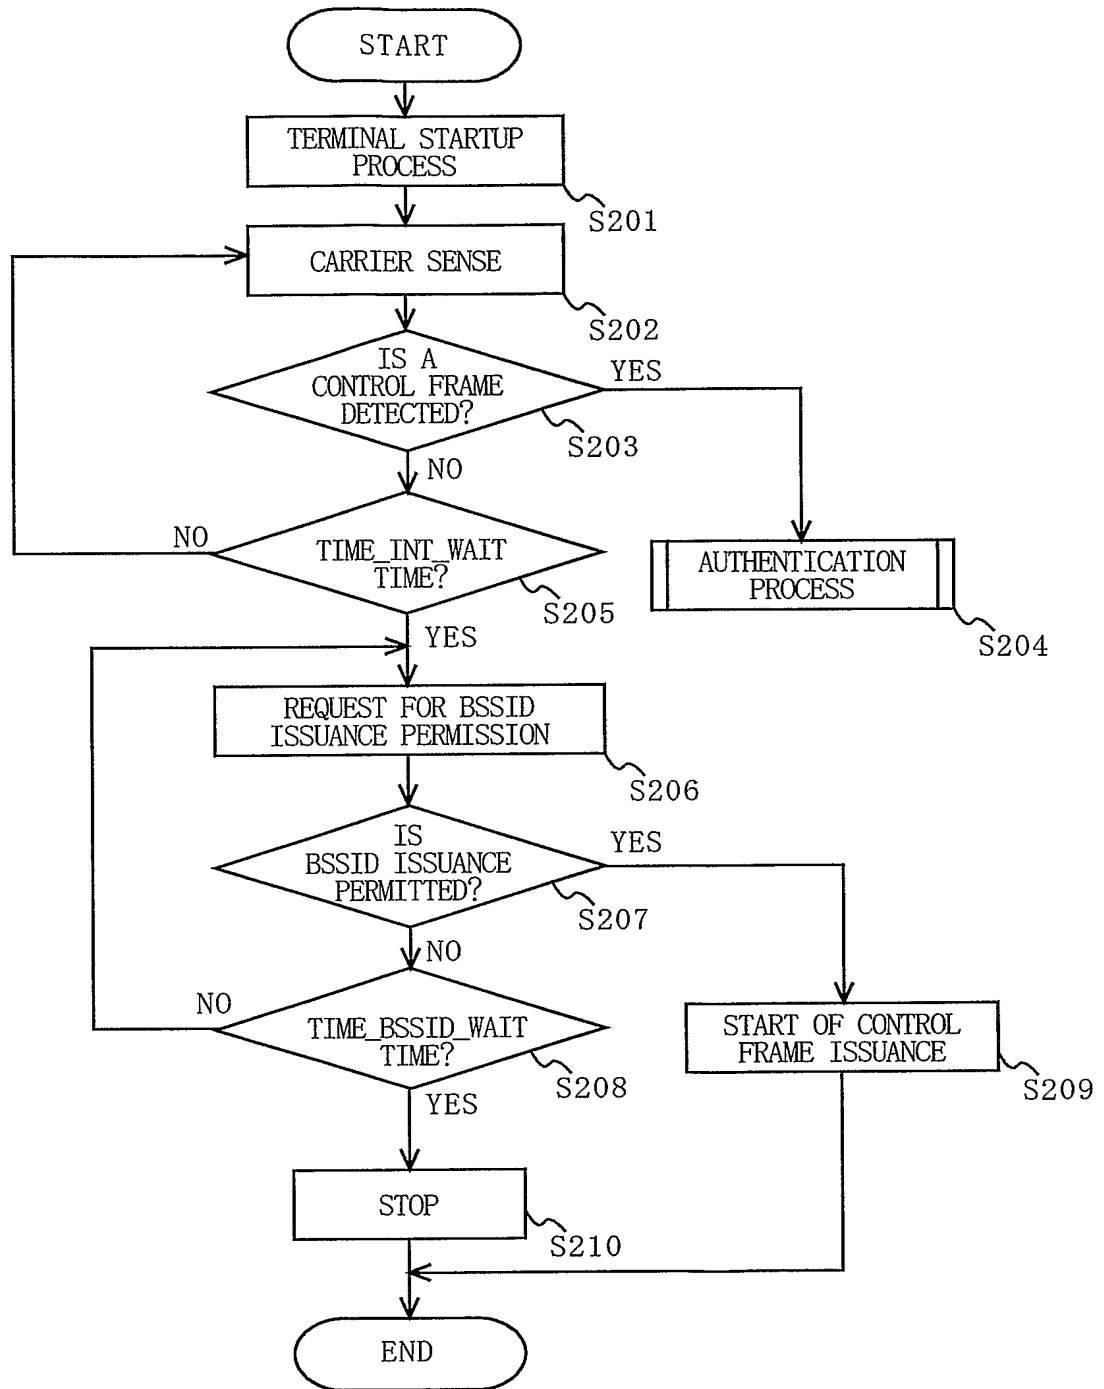 START
TERMINAL STARTUP
PROCESS
S201
CARRIER SENSE
S202
IS A
CONTROL FRAME
DETECTED?
YES
S203
NO
TIME_INT_WAIT
TIME?
NO
S205
AUTHENTICATION
PROCESS
S204
YES
REQUEST FOR BSSID
ISSUANCE PERMISSION
S206
IS
BSSID ISSUANCE
PERMITTED?
YES
S207
NO
TIME_BSSID_WAIT
TIME?
NO
S208
START OF CONTROL
FRAME ISSUANCE
S209
YES
STOP
S210
END